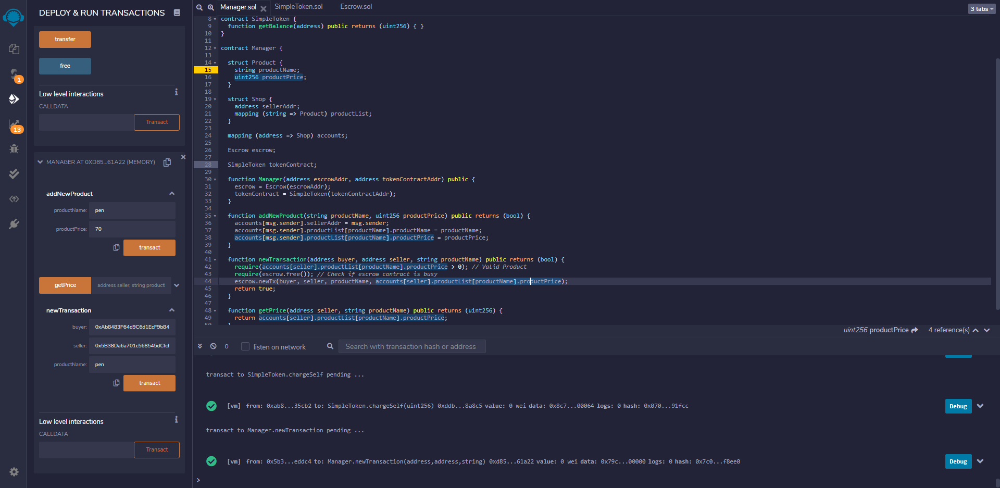 DEPLOY & RUN TRANSACTIONS
transfer
free
Low level interactions
CALLDATA
Transact
1
13
MANAGER AT 0XD85...61A22 (MEMORY)
addNewProduct
productName: pen
productPrice: 70
transact
getPrice address seller, string productl
newTransaction
buyer: 0xAb8483F64d9C6d1EcF9b84
seller: 0x5B38Da6a701c568545dCfcB
productName: pen
transact
Low level interactions
CALLDATA
Transact
Manager.sol SimpleToken.sol Escrow.sol
3 tabs
8 contract SimpleToken {
9 function getBalance(address) public returns (uint256) { }
10 }
11
12 contract Manager {
13
14 struct Product {
15 string productName;
16 uint256 productPrice;
17 }
18
19 struct Shop {
20 address sellerAddr;
21 mapping (string => Product) productList;
22 }
23
24 mapping (address => Shop) accounts;
25
26 Escrow escrow;
27
28 SimpleToken tokenContract;
29
30 function Manager(address escrowAddr, address tokenContractAddr) public {
31 escrow = Escrow(escrowAddr);
32 tokenContract = SimpleToken(tokenContractAddr);
33 }
34
35 function addNewProduct(string productName, uint256 productPrice) public returns (bool) {
36 accounts[msg.sender].sellerAddr = msg.sender;
37 accounts[msg.sender].productList[productName].productName = productName;
38 accounts[msg.sender].productList[productName].productPrice = productPrice;
39 }
40
41 function newTransaction(address buyer, address seller, string productName) public returns (bool) {
42 require(accounts[seller].productList[productName].productPrice > 0); // Valid Product
43 require(escrow.free()); // Check if escrow contract is busy
44 escrow.newTx(buyer, seller, productName, accounts[seller].productList[productName].productPrice);
45 return true;
46 }
47
48 function getPrice(address seller, string productName) public returns (uint256) {
49 return accounts[seller].productList[productName].productPrice;
50 }
uint256 productPrice 4 reference(s)
0 listen on network Search with transaction hash or address
transact to SimpleToken.chargeSelf pending ...
[vm] from: 0xab8...35cb2 to: SimpleToken.chargeSelf(uint256) 0xddb...8a8c5 value: 0 wei data: 0x8c7...00064 logs: 0 hash: 0x070...91fcc
Debug
transact to Manager.newTransaction pending ...
[vm] from: 0x5b3...eddc4 to: Manager.newTransaction(address,address,string) 0xd85...61a22 value: 0 wei data: 0x79c...00000 logs: 0 hash: 0x7c0...f8ee0
Debug
>